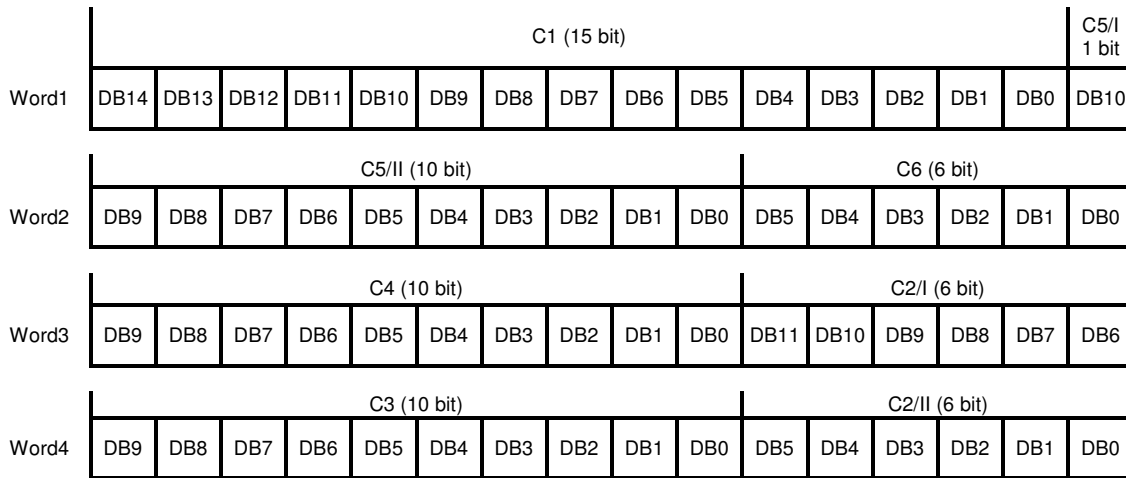 C1 (15 bit) C5/I
1 bit
Word1 DB14 DB13 DB12 DB11 DB10 DB9 DB8 DB7 DB6 DB5 DB4 DB3 DB2 DB1 DB0 DB10
C5/II (10 bit) C6 (6 bit)
Word2 DB9 DB8 DB7 DB6 DB5 DB4 DB3 DB2 DB1 DB0 DB5 DB4 DB3 DB2 DB1 DB0
C4 (10 bit) C2/I (6 bit)
Word3 DB9 DB8 DB7 DB6 DB5 DB4 DB3 DB2 DB1 DB0 DB11 DB10 DB9 DB8 DB7 DB6
C3 (10 bit) C2/II (6 bit)
Word4 DB9 DB8 DB7 DB6 DB5 DB4 DB3 DB2 DB1 DB0 DB5 DB4 DB3 DB2 DB1 DB0